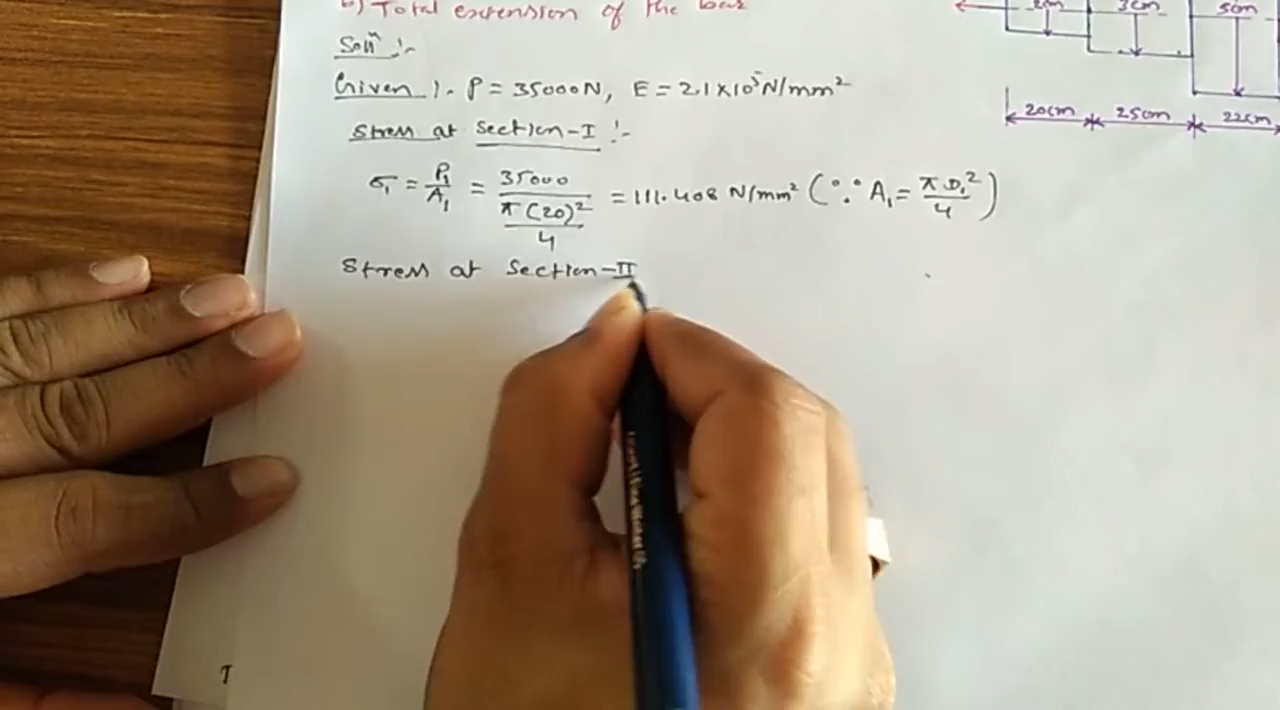 b) Total extension of the bar
Solⁿ :-
Given :- P = 35000N, E = 2.1×10⁵N/mm²
Stress at Section-I :-
σ₁ = P₁/A₁ = 35000/(π(20)²/4) = 111.408 N/mm² (∵ A₁ = πD₁²/4)
Stress at Section-II
2cm 3cm 5cm
20cm 25cm 22cm